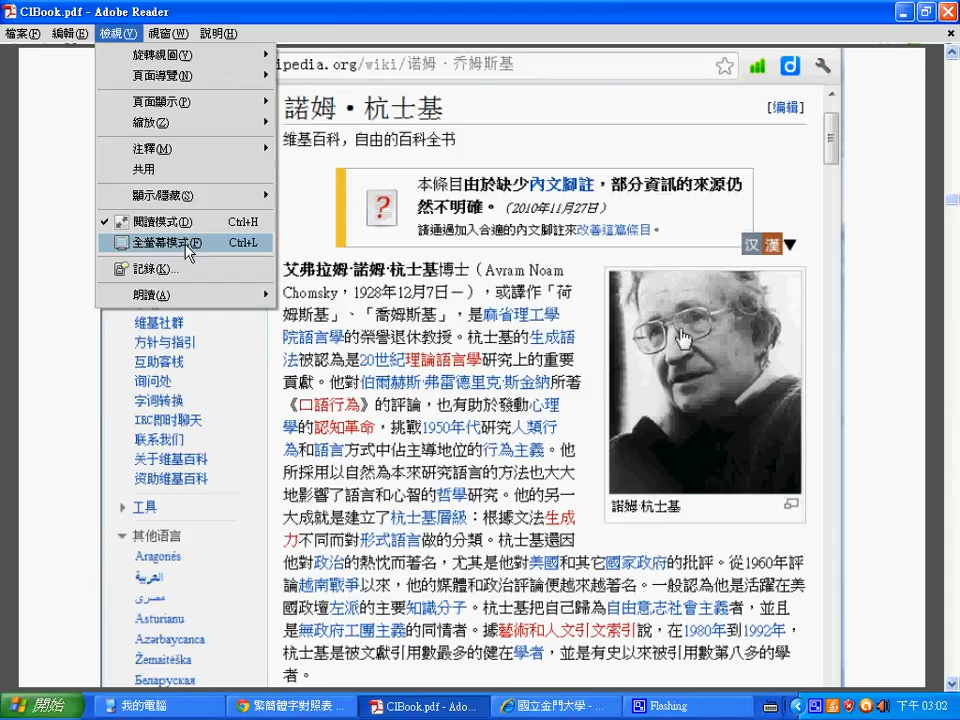 CIBook.pdf - Adobe Reader
檔案(F) 編輯(E) 檢視(V) 視窗(W) 說明(H)
旋轉視圖(V)
頁面導覽(N)
頁面顯示(P)
縮放(Z)
注釋(M)
共用
顯示/隱藏(S)
閱讀模式(D) Ctrl+H
全螢幕模式(F) Ctrl+L
記錄(K)...
朗讀(A)
ipedia.org/wiki/诺姆·乔姆斯基
諾姆·杭士基
[编辑]
維基百科，自由的百科全书
本條目由於缺少內文腳註，部分資訊的來源仍
然不明確。 (2010年11月27日)
請通過加入合適的內文腳註來改善這篇條目。
汉 漢
艾弗拉姆·諾姆·杭士基博士（Avram Noam
Chomsky，1928年12月7日－），或譯作「荷
姆斯基」、「喬姆斯基」，是麻省理工學
院語言學的榮譽退休教授。杭士基的生成語
法被認為是20世紀理論語言學研究上的重要
貢獻。他對伯爾赫斯·弗雷德里克·斯金納所著
《口語行為》的評論，也有助於發動心理
學的認知革命，挑戰1950年代研究人類行
為和語言方式中佔主導地位的行為主義。他
所採用以自然為本來研究語言的方法也大大
地影響了語言和心智的哲學研究。他的另一
大成就是建立了杭士基層級：根據文法生成
力不同而對形式語言做的分類。杭士基還因
他對政治的熱忱而著名，尤其是他對美國和其它國家政府的批評。從1960年評
論越南戰爭以來，他的媒體和政治評論便越來越著名。一般認為他是活躍在美
國政壇左派的主要知識分子。杭士基把自己歸為自由意志社會主義者，並且
是無政府工團主義的同情者。據藝術和人文引文索引說，在1980年到1992年，
杭士基是被文獻引用數最多的健在學者，並是有史以來被引用數第八多的學
者。
諾姆·杭士基
维基社群
方针与指引
互助客栈
询问处
字词转换
IRC即时聊天
联系我们
关于维基百科
资助维基百科
工具
其他语言
Aragonés
العربية
مصرى
Asturianu
Azərbaycanca
Žemaitėška
Беларуская
開始
我的電腦
繁簡體字對照表 ...
CIBook.pdf - Ado...
國立金門大學 - ...
Flashing
下午 03:02